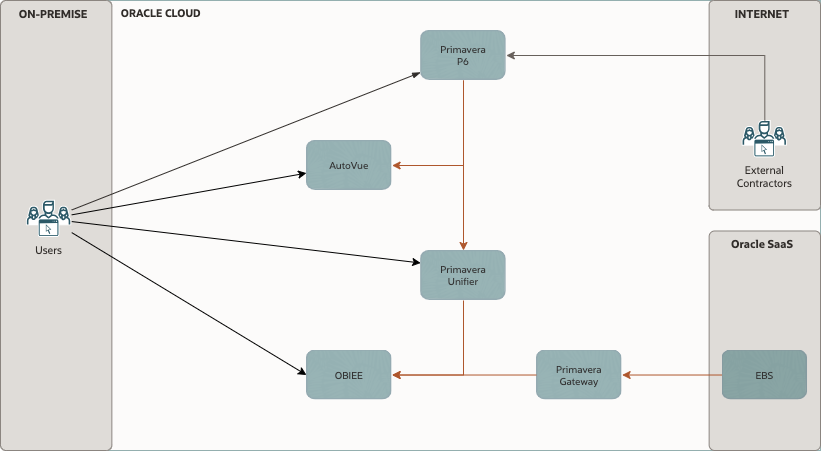 ON-PREMISE
ORACLE CLOUD
INTERNET
Primavera
P6
AutoVue
External
Contractors
Users
Oracle SaaS
Primavera
Unifier
OBIEE
Primavera
Gateway
EBS